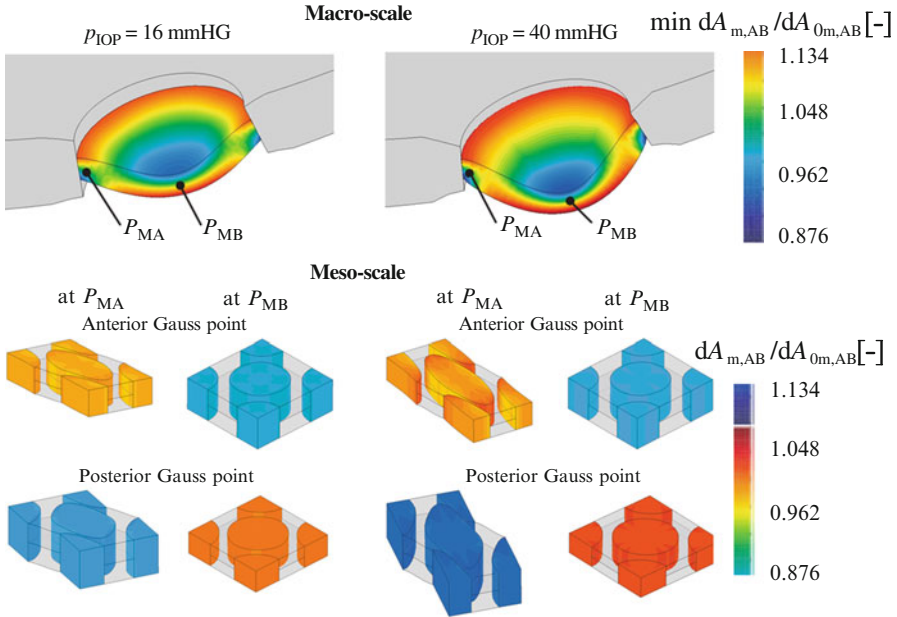 Macro-scale
p_IOP = 16 mmHG
p_IOP = 40 mmHG
min dA_m,AB /dA_0m,AB [-]
1.134
1.048
0.962
0.876
P_MA
P_MB
P_MA
P_MB
Meso-scale
at P_MA
at P_MB
at P_MA
at P_MB
Anterior Gauss point
Anterior Gauss point
dA_m,AB /dA_0m,AB [-]
1.134
1.048
0.962
0.876
Posterior Gauss point
Posterior Gauss point